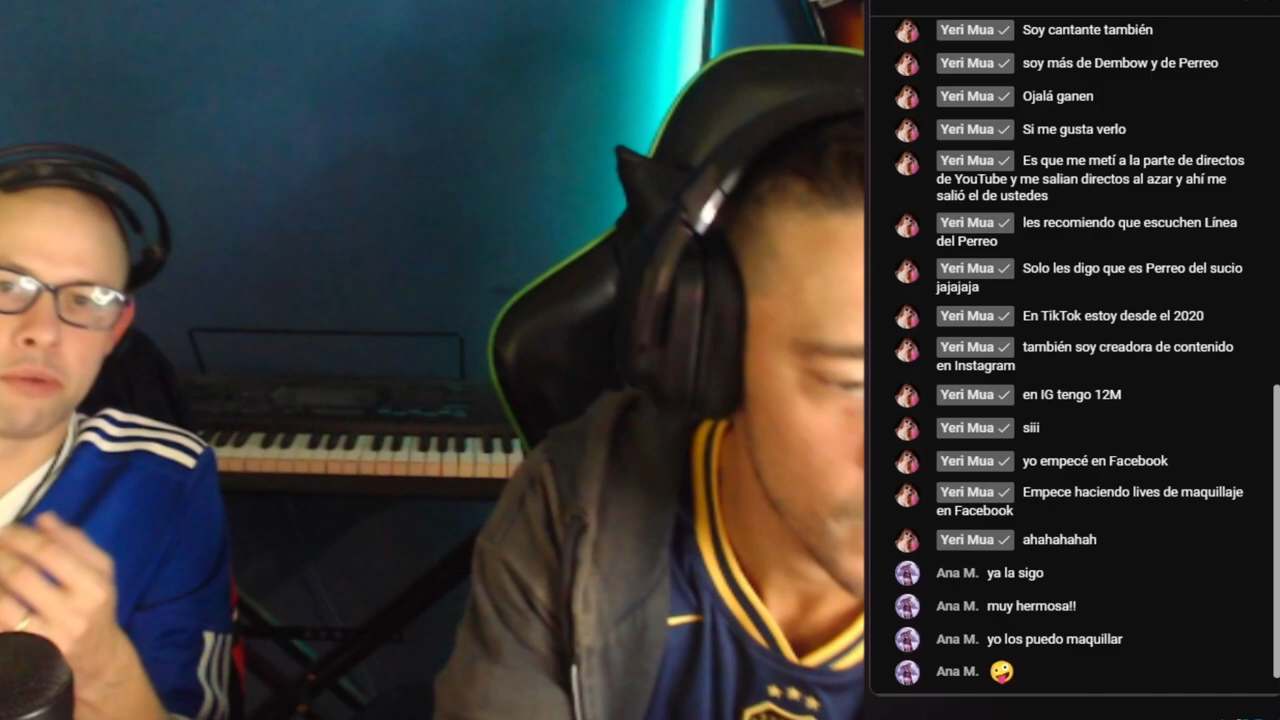 Yeri Mua ✓ Soy cantante también
Yeri Mua ✓ soy más de Dembow y de Perreo
Yeri Mua ✓ Ojalá ganen
Yeri Mua ✓ Si me gusta verlo
Yeri Mua ✓ Es que me metí a la parte de directos
de YouTube y me salian directos al azar y ahí me
salió el de ustedes
Yeri Mua ✓ les recomiendo que escuchen Línea
del Perreo
Yeri Mua ✓ Solo les digo que es Perreo del sucio
jajajaja
Yeri Mua ✓ En TikTok estoy desde el 2020
Yeri Mua ✓ también soy creadora de contenido
en Instagram
Yeri Mua ✓ en IG tengo 12M
Yeri Mua ✓ siii
Yeri Mua ✓ yo empecé en Facebook
Yeri Mua ✓ Empece haciendo lives de maquillaje
en Facebook
Yeri Mua ✓ ahahahahah
Ana M. ya la sigo
Ana M. muy hermosa!!
Ana M. yo los puedo maquillar
Ana M. 🤪